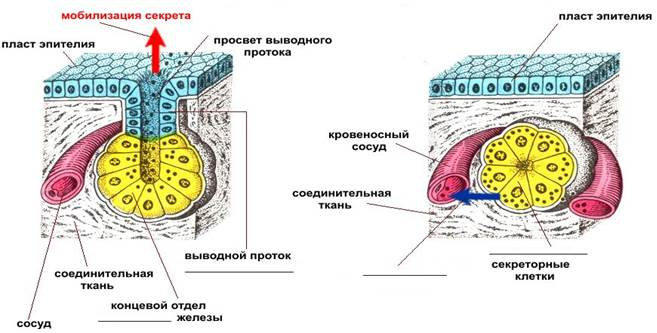 мобилизация секрета
пласт эпителия
просвет выводного
протока
выводной проток
соединительная
ткань
концевой отдел
железы
сосуд
пласт эпителия
кровеносный
сосуд
соединительная
ткань
секреторные
клетки